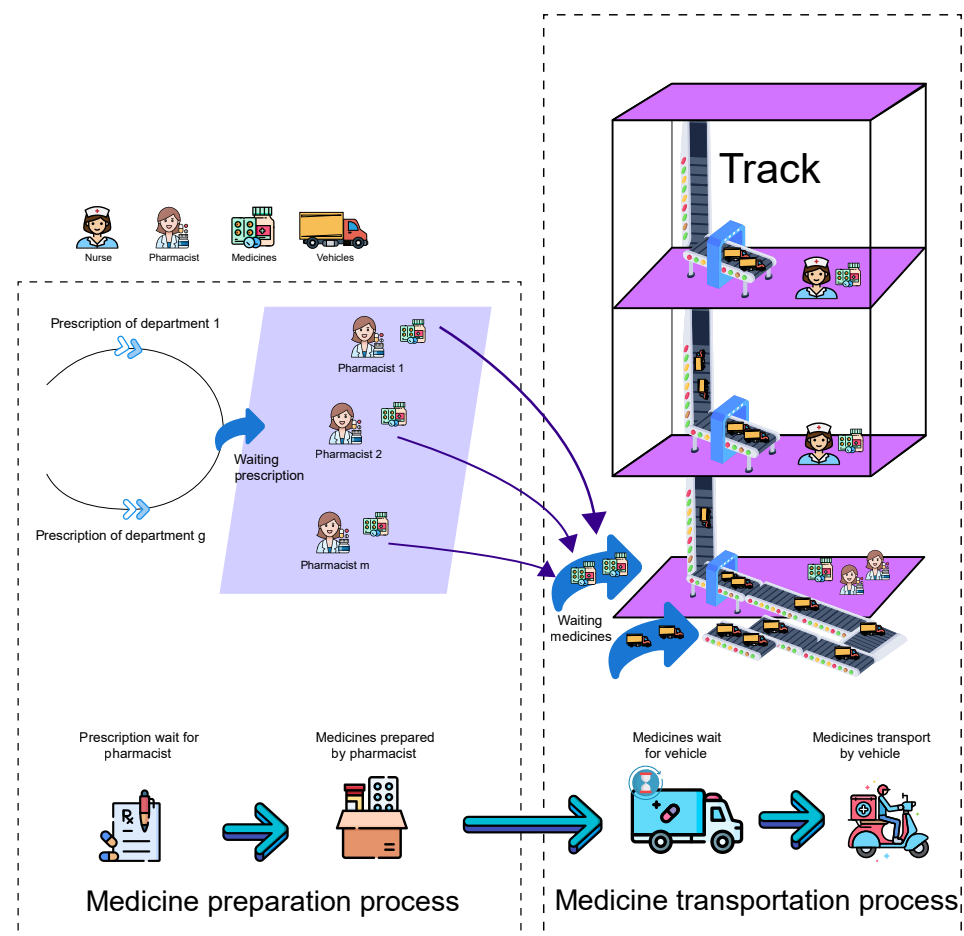 Track
Nurse
Pharmacist
Medicines
Vehicles
Prescription of department 1
Pharmacist 1
Pharmacist 2
Waiting
prescription
Prescription of department g
Pharmacist m
Waiting
medicines
Prescription wait for
pharmacist
Medicines prepared
by pharmacist
Medicines wait
for vehicle
Medicines transport
by vehicle
Rx
Medicine preparation process
Medicine transportation process